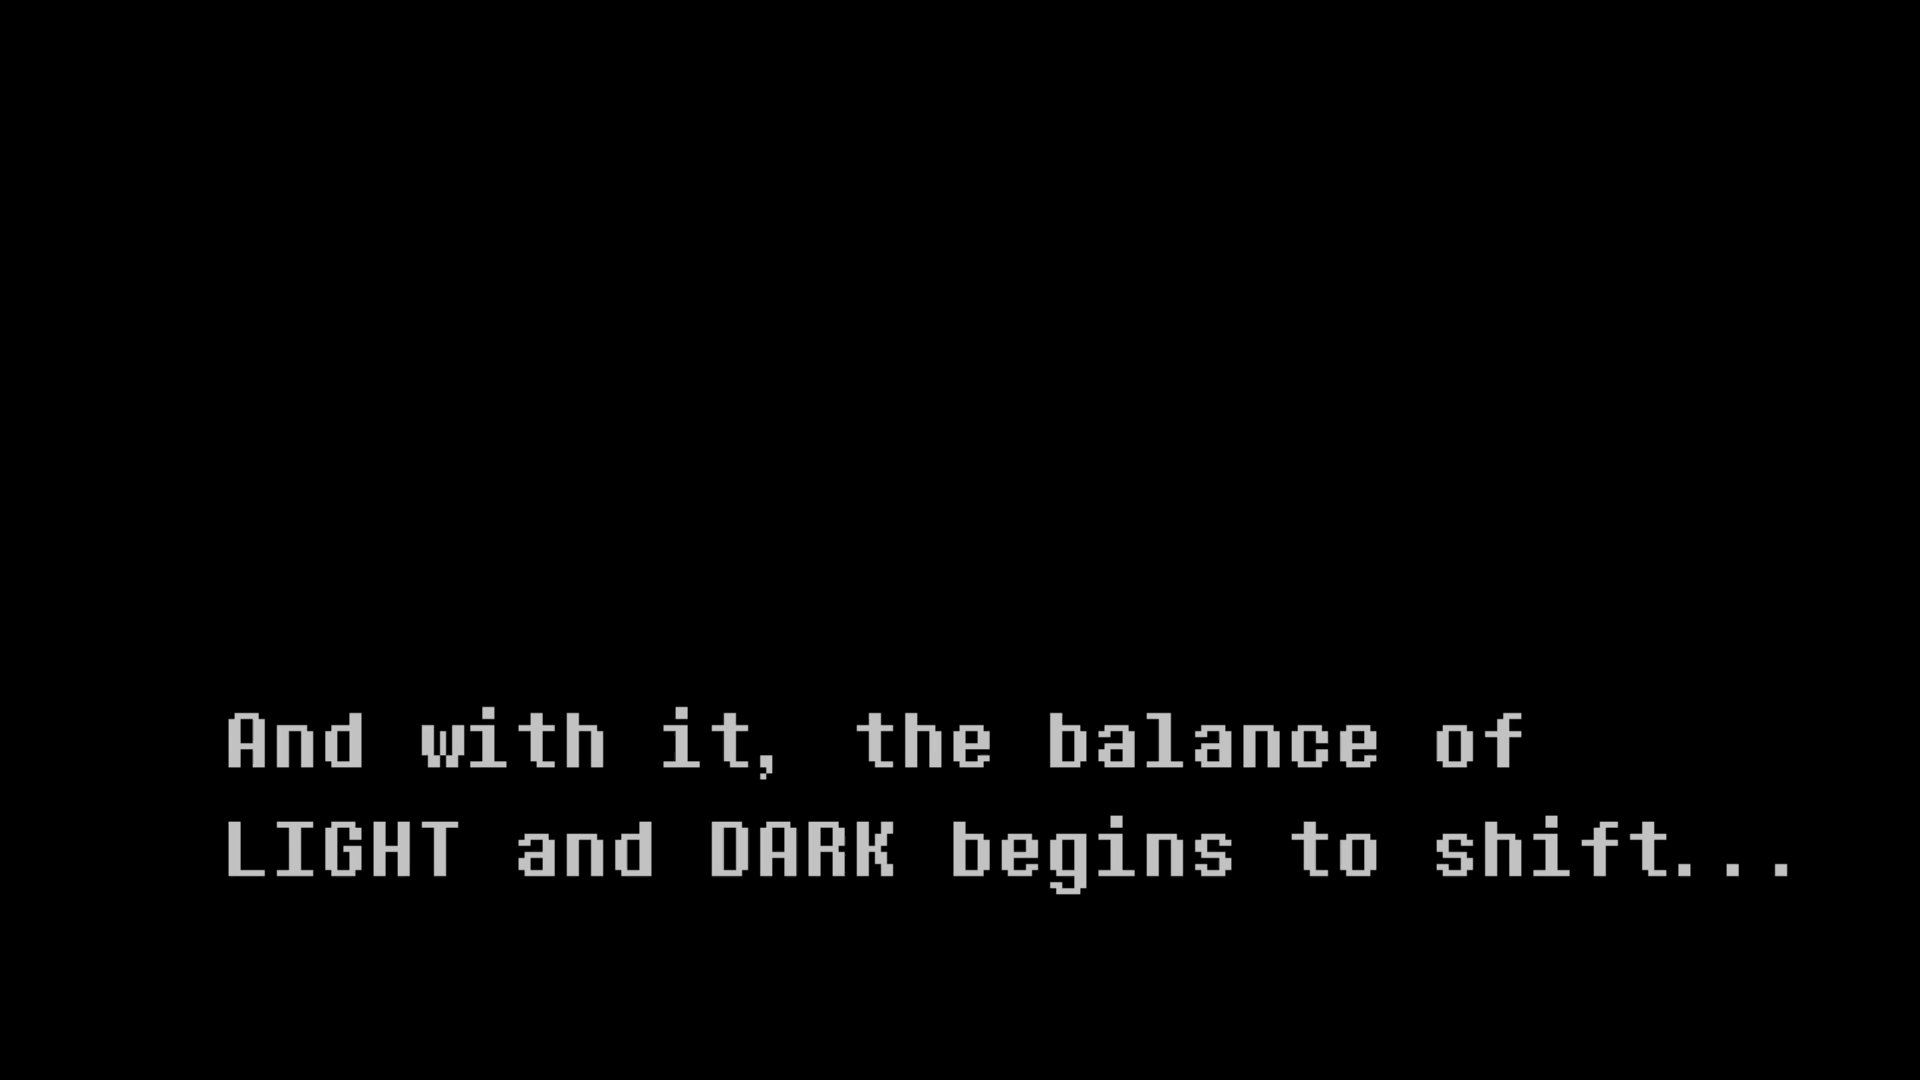 And with it, the balance of
LIGHT and DARK begins to shift...